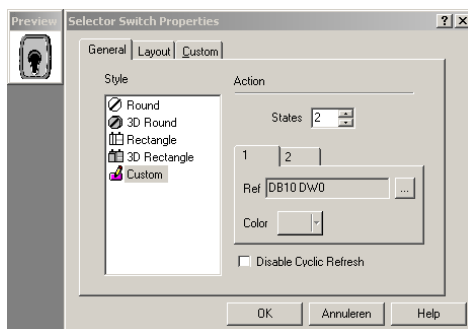 Preview
Selector Switch Properties
General Layout Custom
Style
Round
3D Round
Rectangle
3D Rectangle
Custom
Action
States 2
1 2
Ref DB10 DW0 ...
Color
Disable Cyclic Refresh
OK Annuleren Help